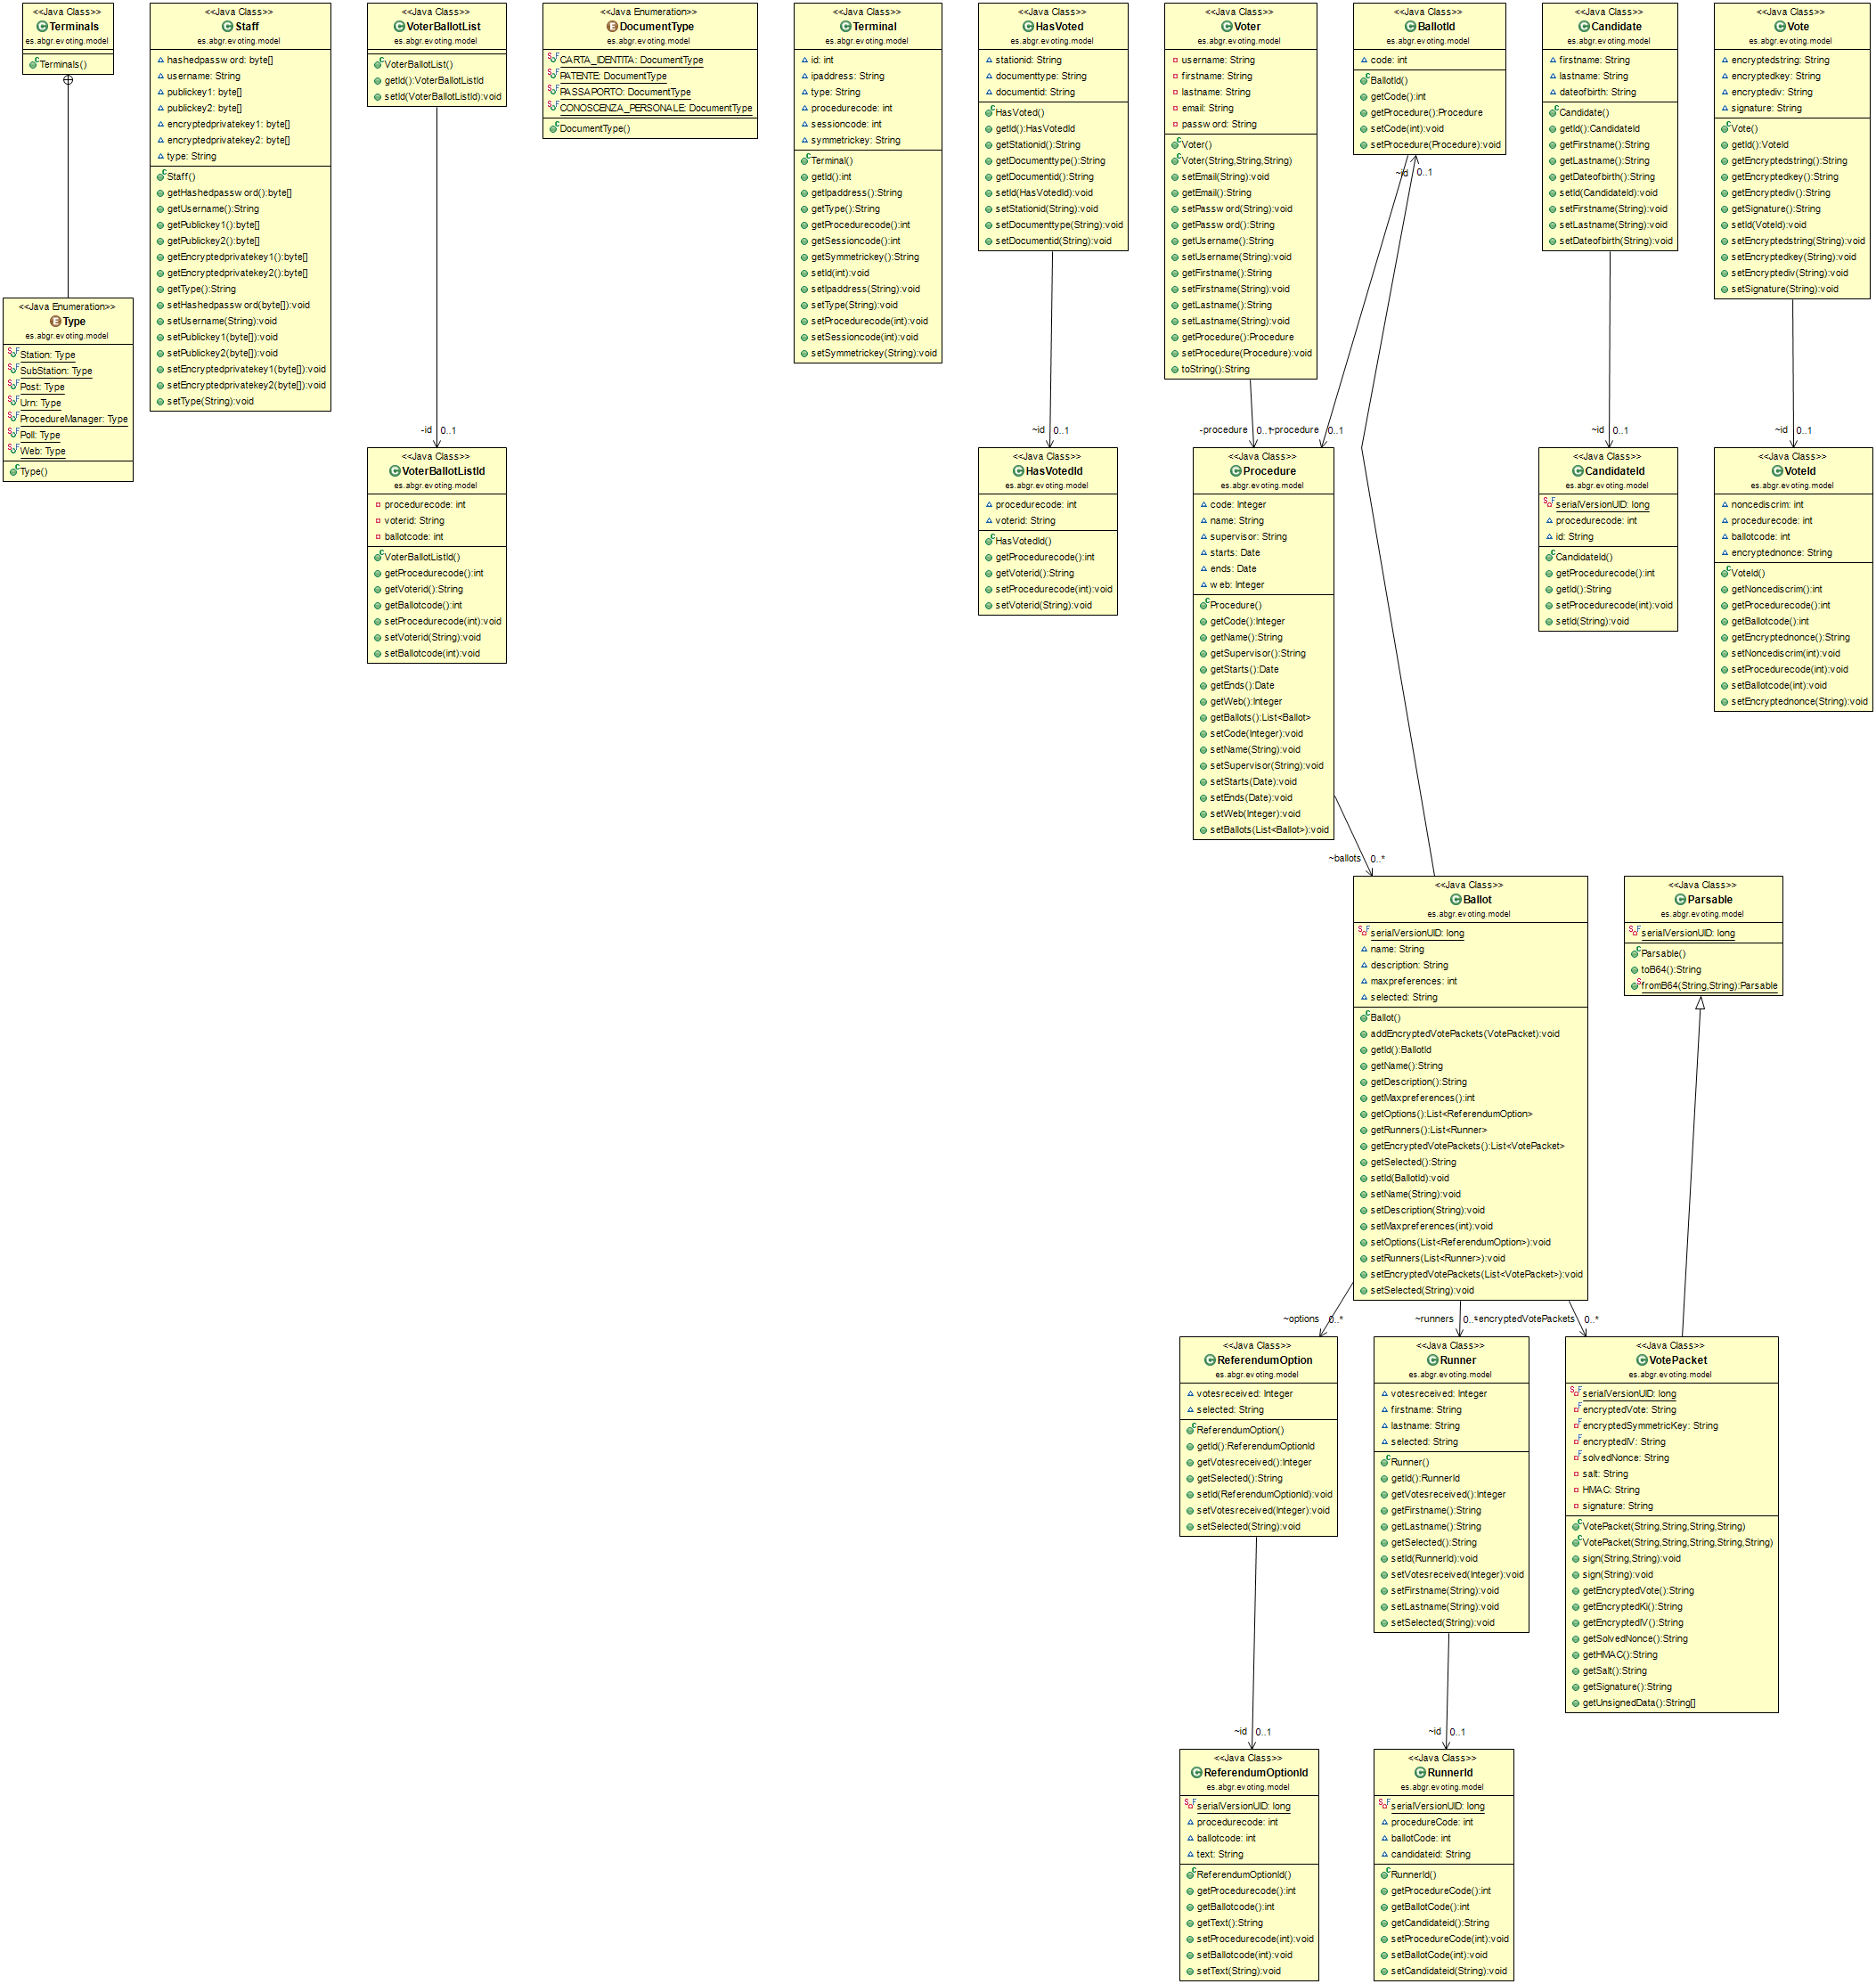 <<Java Class>>
Terminals
es.abgr.evoting.model
Terminals()
<<Java Enumeration>>
Type
es.abgr.evoting.model
Station: Type
SubStation: Type
Post: Type
Urn: Type
ProcedureManager: Type
Poll: Type
Web: Type
Type()
<<Java Class>>
Staff
es.abgr.evoting.model
hashedpassword: byte[]
username: String
publickey1: byte[]
publickey2: byte[]
encryptedprivatekey1: byte[]
encryptedprivatekey2: byte[]
type: String
Staff()
getHashedpassword():byte[]
getUsername():String
getPublickey1():byte[]
getPublickey2():byte[]
getEncryptedprivatekey1():byte[]
getEncryptedprivatekey2():byte[]
getType():String
setHashedpassword(byte[]):void
setUsername(String):void
setPublickey1(byte[]):void
setPublickey2(byte[]):void
setEncryptedprivatekey1(byte[]):void
setEncryptedprivatekey2(byte[]):void
setType(String):void
<<Java Class>>
VoterBallotList
es.abgr.evoting.model
VoterBallotList()
getId():VoterBallotListId
setId(VoterBallotListId):void
-id 0..1
<<Java Class>>
VoterBallotListId
es.abgr.evoting.model
procedurecode: int
voterid: String
ballotcode: int
VoterBallotListId()
getProcedurecode():int
getVoterid():String
getBallotcode():int
setProcedurecode(int):void
setVoterid(String):void
setBallotcode(int):void
<<Java Enumeration>>
DocumentType
es.abgr.evoting.model
CARTA_IDENTITA: DocumentType
PATENTE: DocumentType
PASSAPORTO: DocumentType
CONOSCENZA_PERSONALE: DocumentType
DocumentType()
<<Java Class>>
Terminal
es.abgr.evoting.model
id: int
ipaddress: String
type: String
procedurecode: int
sessioncode: int
symmetrickey: String
Terminal()
getId():int
getIpaddress():String
getType():String
getProcedurecode():int
getSessioncode():int
getSymmetrickey():String
setId(int):void
setIpaddress(String):void
setType(String):void
setProcedurecode(int):void
setSessioncode(int):void
setSymmetrickey(String):void
<<Java Class>>
HasVoted
es.abgr.evoting.model
stationid: String
documenttype: String
documentid: String
HasVoted()
getId():HasVotedId
getStationid():String
getDocumenttype():String
getDocumentid():String
setId(HasVotedId):void
setStationid(String):void
setDocumenttype(String):void
setDocumentid(String):void
~id 0..1
<<Java Class>>
HasVotedId
es.abgr.evoting.model
procedurecode: int
voterid: String
HasVotedId()
getProcedurecode():int
getVoterid():String
setProcedurecode(int):void
setVoterid(String):void
<<Java Class>>
Voter
es.abgr.evoting.model
username: String
firstname: String
lastname: String
email: String
password: String
Voter()
Voter(String,String,String)
setEmail(String):void
getEmail():String
setPassword(String):void
getPassword():String
getUsername():String
setUsername(String):void
getFirstname():String
setFirstname(String):void
getLastname():String
setLastname(String):void
getProcedure():Procedure
setProcedure(Procedure):void
toString():String
-procedure 0..1
~procedure 0..1
<<Java Class>>
Procedure
es.abgr.evoting.model
code: Integer
name: String
supervisor: String
starts: Date
ends: Date
web: Integer
Procedure()
getCode():Integer
getName():String
getSupervisor():String
getStarts():Date
getEnds():Date
getWeb():Integer
getBallots():List<Ballot>
setCode(Integer):void
setName(String):void
setSupervisor(String):void
setStarts(Date):void
setEnds(Date):void
setWeb(Integer):void
setBallots(List<Ballot>):void
~ballots 0..*
<<Java Class>>
BallotId
es.abgr.evoting.model
code: int
BallotId()
getCode():int
getProcedure():Procedure
setCode(int):void
setProcedure(Procedure):void
~id 0..1
<<Java Class>>
Candidate
es.abgr.evoting.model
firstname: String
lastname: String
dateofbirth: String
Candidate()
getId():CandidateId
getFirstname():String
getLastname():String
getDateofbirth():String
setId(CandidateId):void
setFirstname(String):void
setLastname(String):void
setDateofbirth(String):void
~id 0..1
<<Java Class>>
CandidateId
es.abgr.evoting.model
serialVersionUID: long
procedurecode: int
id: String
CandidateId()
getProcedurecode():int
getId():String
setProcedurecode(int):void
setId(String):void
<<Java Class>>
Vote
es.abgr.evoting.model
encryptedstring: String
encryptedkey: String
encryptediv: String
signature: String
Vote()
getId():VoteId
getEncryptedstring():String
getEncryptedkey():String
getEncryptediv():String
getSignature():String
setId(VoteId):void
setEncryptedstring(String):void
setEncryptedkey(String):void
setEncryptediv(String):void
setSignature(String):void
~id 0..1
<<Java Class>>
VoteId
es.abgr.evoting.model
noncediscrim: int
procedurecode: int
ballotcode: int
encryptednonce: String
VoteId()
getNoncediscrim():int
getProcedurecode():int
getBallotcode():int
getEncryptednonce():String
setNoncediscrim(int):void
setProcedurecode(int):void
setBallotcode(int):void
setEncryptednonce(String):void
<<Java Class>>
Ballot
es.abgr.evoting.model
serialVersionUID: long
name: String
description: String
maxpreferences: int
selected: String
Ballot()
addEncryptedVotePackets(VotePacket):void
getId():BallotId
getName():String
getDescription():String
getMaxpreferences():int
getOptions():List<ReferendumOption>
getRunners():List<Runner>
getEncryptedVotePackets():List<VotePacket>
getSelected():String
setId(BallotId):void
setName(String):void
setDescription(String):void
setMaxpreferences(int):void
setOptions(List<ReferendumOption>):void
setRunners(List<Runner>):void
setEncryptedVotePackets(List<VotePacket>):void
setSelected(String):void
<<Java Class>>
Parsable
es.abgr.evoting.model
serialVersionUID: long
Parsable()
toB64():String
fromB64(String,String):Parsable
~options 0..*
~runners 0..*
encryptedVotePackets 0..*
<<Java Class>>
ReferendumOption
es.abgr.evoting.model
votesreceived: Integer
selected: String
ReferendumOption()
getId():ReferendumOptionId
getVotesreceived():Integer
getSelected():String
setId(ReferendumOptionId):void
setVotesreceived(Integer):void
setSelected(String):void
~id 0..1
<<Java Class>>
ReferendumOptionId
es.abgr.evoting.model
serialVersionUID: long
procedurecode: int
ballotcode: int
text: String
ReferendumOptionId()
getProcedurecode():int
getBallotcode():int
getText():String
setProcedurecode(int):void
setBallotcode(int):void
setText(String):void
<<Java Class>>
Runner
es.abgr.evoting.model
votesreceived: Integer
firstname: String
lastname: String
selected: String
Runner()
getId():RunnerId
getVotesreceived():Integer
getFirstname():String
getLastname():String
getSelected():String
setId(RunnerId):void
setVotesreceived(Integer):void
setFirstname(String):void
setLastname(String):void
setSelected(String):void
~id 0..1
<<Java Class>>
RunnerId
es.abgr.evoting.model
serialVersionUID: long
procedureCode: int
ballotCode: int
candidateid: String
RunnerId()
getProcedureCode():int
getBallotCode():int
getCandidateid():String
setProcedureCode(int):void
setBallotCode(int):void
setCandidateid(String):void
<<Java Class>>
VotePacket
es.abgr.evoting.model
serialVersionUID: long
encryptedVote: String
encryptedSymmetricKey: String
encryptedIV: String
solvedNonce: String
salt: String
HMAC: String
signature: String
VotePacket(String,String,String,String)
VotePacket(String,String,String,String,String)
sign(String,String):void
sign(String):void
getEncryptedVote():String
getEncryptedKi():String
getEncryptedIV():String
getSolvedNonce():String
getHMAC():String
getSalt():String
getSignature():String
getUnsignedData():String[]